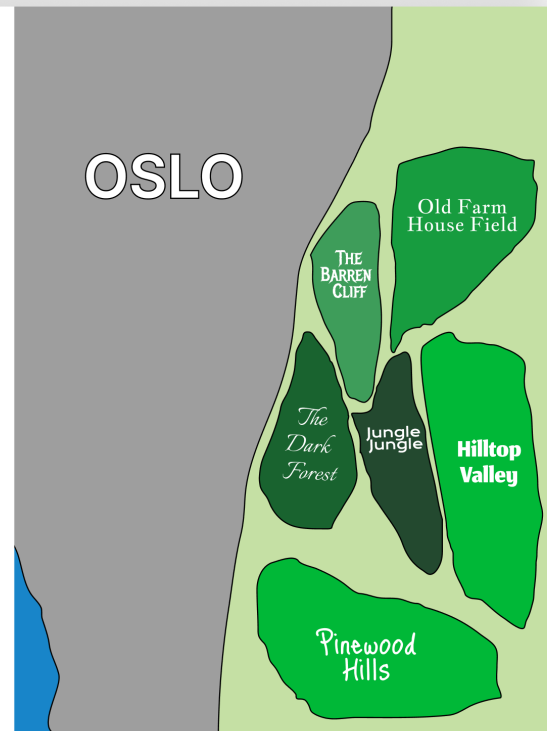 OSLO
Old Farm
House Field
THE
BARREN
CLIFF
The
Dark
Forest
Jungle
Jungle
Hilltop
Valley
Pinewood
Hills